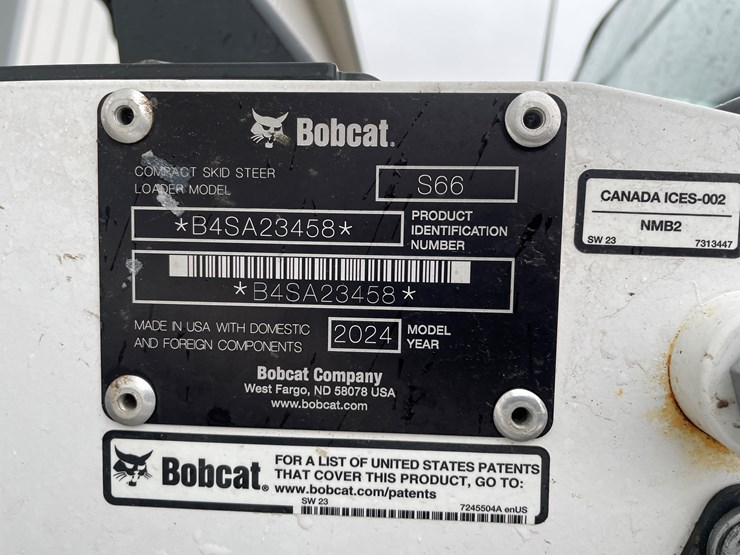 Bobcat.
COMPACT SKID STEER
LOADER MODEL
S66
*B4SA23458*
PRODUCT
IDENTIFICATION
NUMBER
*B4SA23458*
MADE IN USA WITH DOMESTIC
AND FOREIGN COMPONENTS
2024
MODEL
YEAR
Bobcat Company
West Fargo, ND 58078 USA
www.bobcat.com
CANADA ICES-002
NMB2
SW 23
7313447
Bobcat®
FOR A LIST OF UNITED STATES PATENTS
THAT COVER THIS PRODUCT, GO TO:
www.bobcat.com/patents
SW 23
7245504A enUS